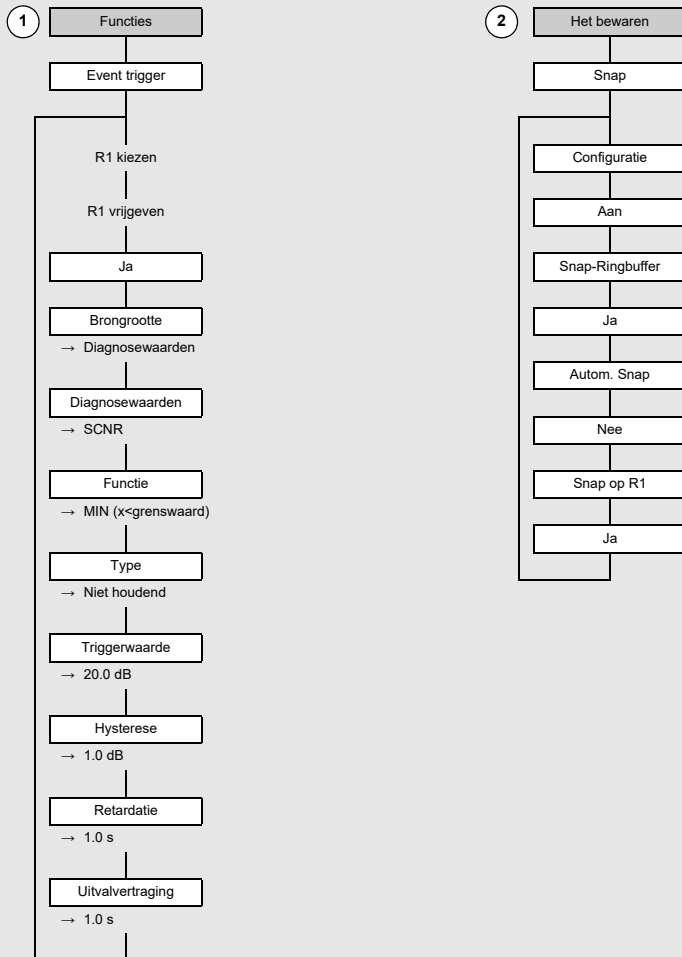 1
Functies
Event trigger
R1 kiezen
R1 vrijgeven
Ja
Brongrootte
→ Diagnosewaarden
Diagnosewaarden
→ SCNR
Functie
→ MIN (x<grenswaard)
Type
→ Niet houdend
Triggerwaarde
→ 20.0 dB
Hysterese
→ 1.0 dB
Retardatie
→ 1.0 s
Uitvalvertraging
→ 1.0 s
2
Het bewaren
Snap
Configuratie
Aan
Snap-Ringbuffer
Ja
Autom. Snap
Nee
Snap op R1
Ja